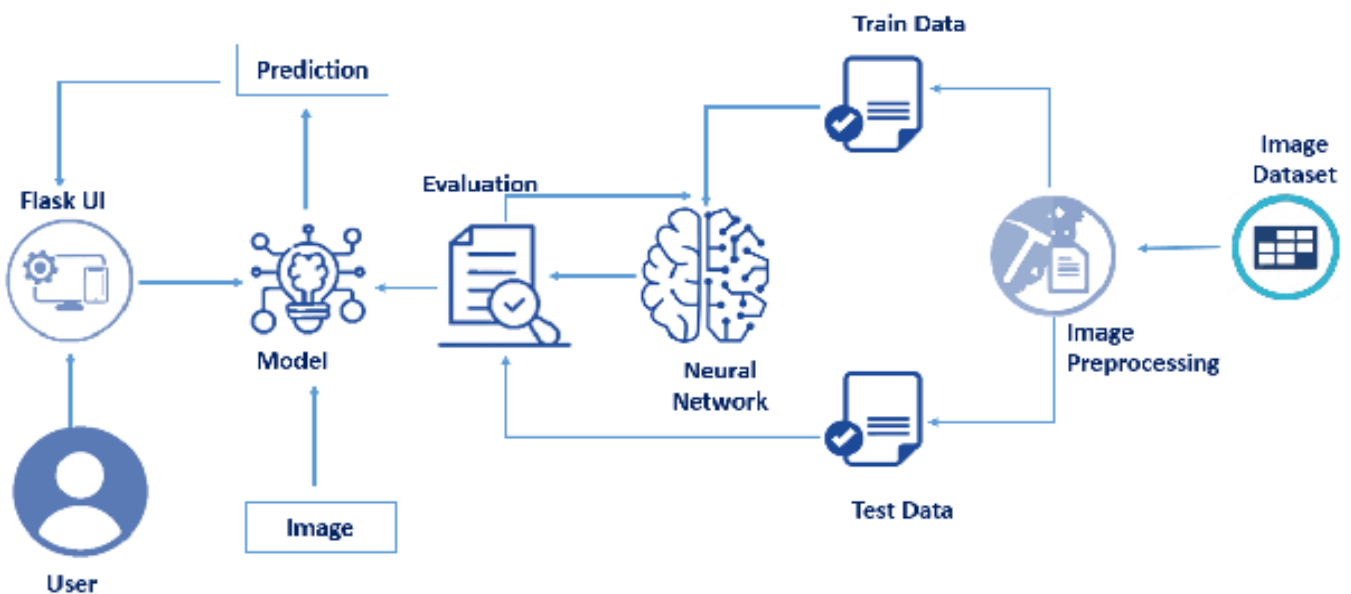 Train Data
Prediction
Image
Dataset
Evaluation
Flask UI
Image
Preprocessing
Model
Neural
Network
Test Data
Image
User